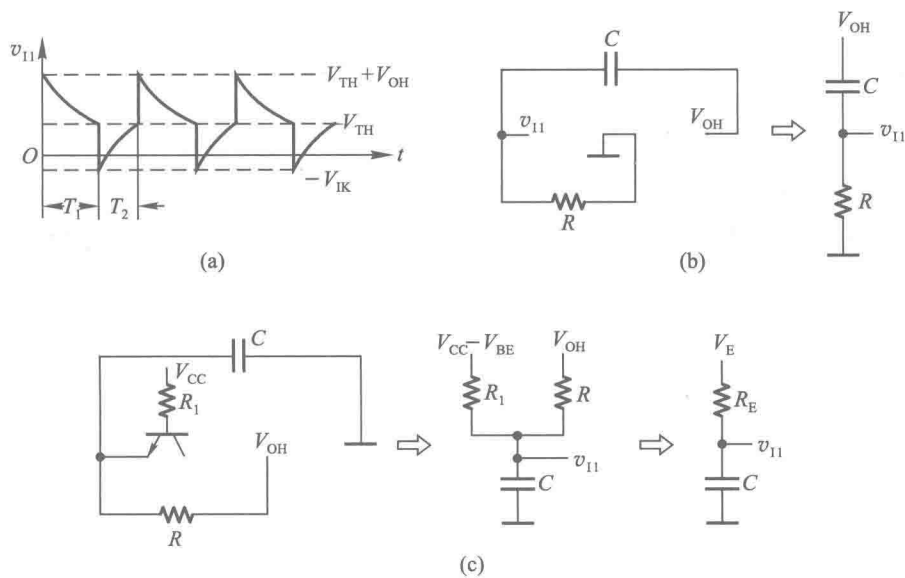 v_I1
V_TH + V_OH
V_TH
O
t
−V_IK
T_1
T_2
(a)
C
v_I1
V_OH
R
(b)
V_OH
C
v_I1
R
C
V_CC
R_1
V_OH
R
V_CC − V_BE
V_OH
R_1
R
v_I1
C
V_E
R_E
v_I1
C
(c)